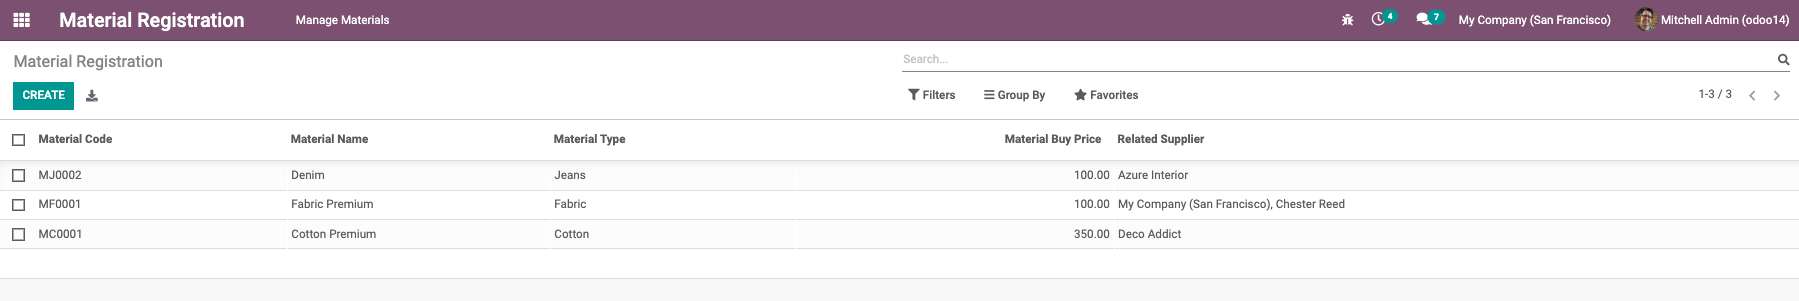 Material Registration Manage Materials 4 7 My Company (San Francisco) Mitchell Admin (odoo14)
Material Registration Search...
CREATE Filters Group By Favorites 1-3 / 3
Material Code Material Name Material Type Material Buy Price Related Supplier
MJ0002 Denim Jeans 100.00 Azure Interior
MF0001 Fabric Premium Fabric 100.00 My Company (San Francisco), Chester Reed
MC0001 Cotton Premium Cotton 350.00 Deco Addict